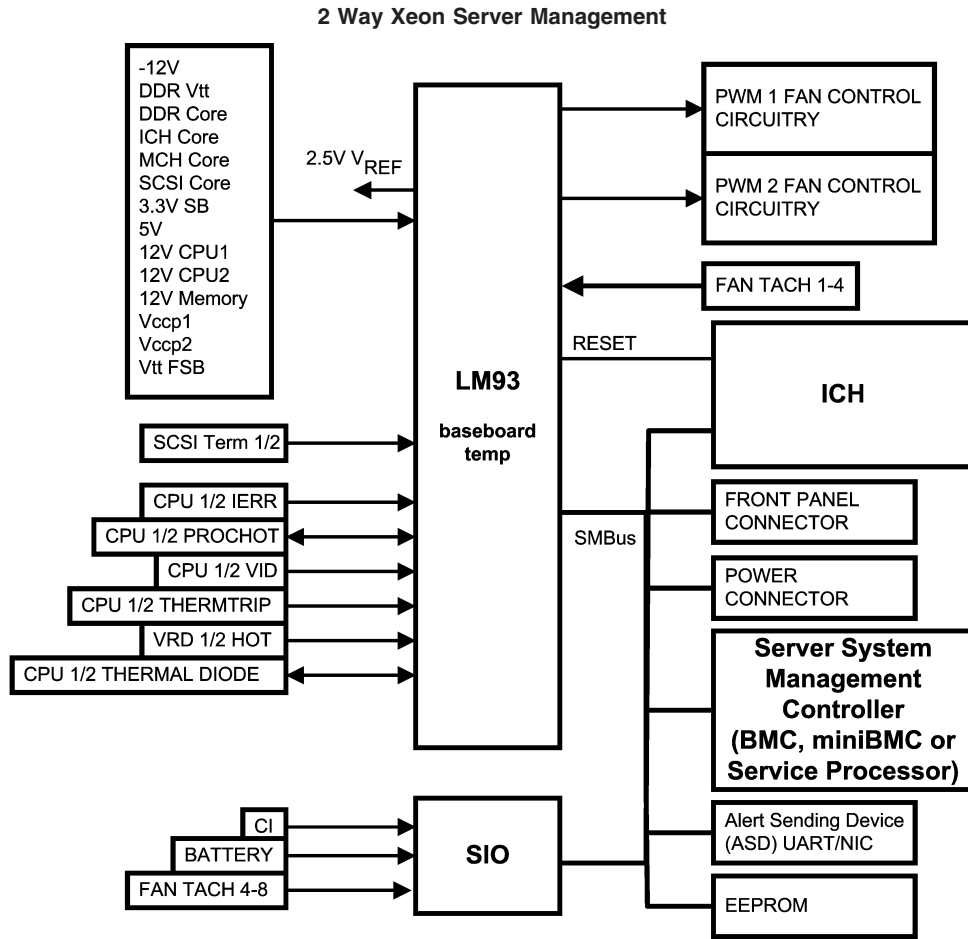 2 Way Xeon Server Management
-12V
DDR Vtt
DDR Core
ICH Core
MCH Core
SCSI Core
3.3V SB
5V
12V CPU1
12V CPU2
12V Memory
Vccp1
Vccp2
Vtt FSB
2.5V VREF
SCSI Term 1/2
CPU 1/2 IERR
CPU 1/2 PROCHOT
CPU 1/2 VID
CPU 1/2 THERMTRIP
VRD 1/2 HOT
CPU 1/2 THERMAL DIODE
LM93
baseboard
temp
PWM 1 FAN CONTROL
CIRCUITRY
PWM 2 FAN CONTROL
CIRCUITRY
FAN TACH 1-4
RESET
ICH
SMBus
FRONT PANEL
CONNECTOR
POWER
CONNECTOR
Server System
Management
Controller
(BMC, miniBMC or
Service Processor)
CI
BATTERY
FAN TACH 4-8
SIO
Alert Sending Device
(ASD) UART/NIC
EEPROM